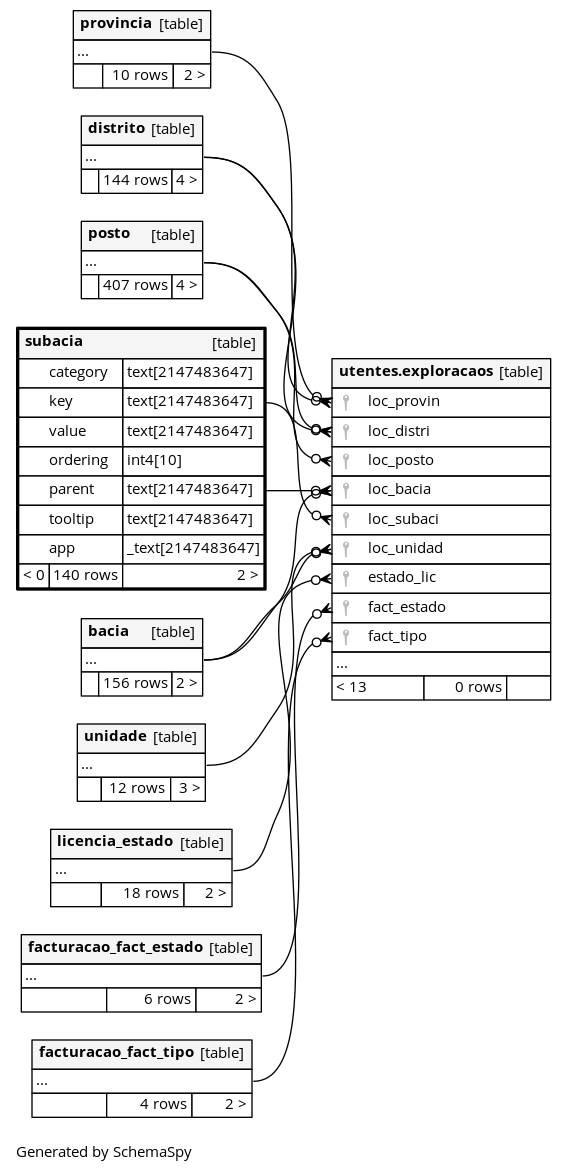 provincia [table]
...
10 rows 2 >
distrito [table]
...
144 rows 4 >
posto [table]
...
407 rows 4 >
subacia [table]
category text[2147483647]
key text[2147483647]
value text[2147483647]
ordering int4[10]
parent text[2147483647]
tooltip text[2147483647]
app _text[2147483647]
< 0 140 rows 2 >
utentes.exploracaos [table]
loc_provin
loc_distri
loc_posto
loc_bacia
loc_subaci
loc_unidad
estado_lic
fact_estado
fact_tipo
...
< 13 0 rows
bacia [table]
...
156 rows 2 >
unidade [table]
...
12 rows 3 >
licencia_estado [table]
...
18 rows 2 >
facturacao_fact_estado [table]
...
6 rows 2 >
facturacao_fact_tipo [table]
...
4 rows 2 >
Generated by SchemaSpy